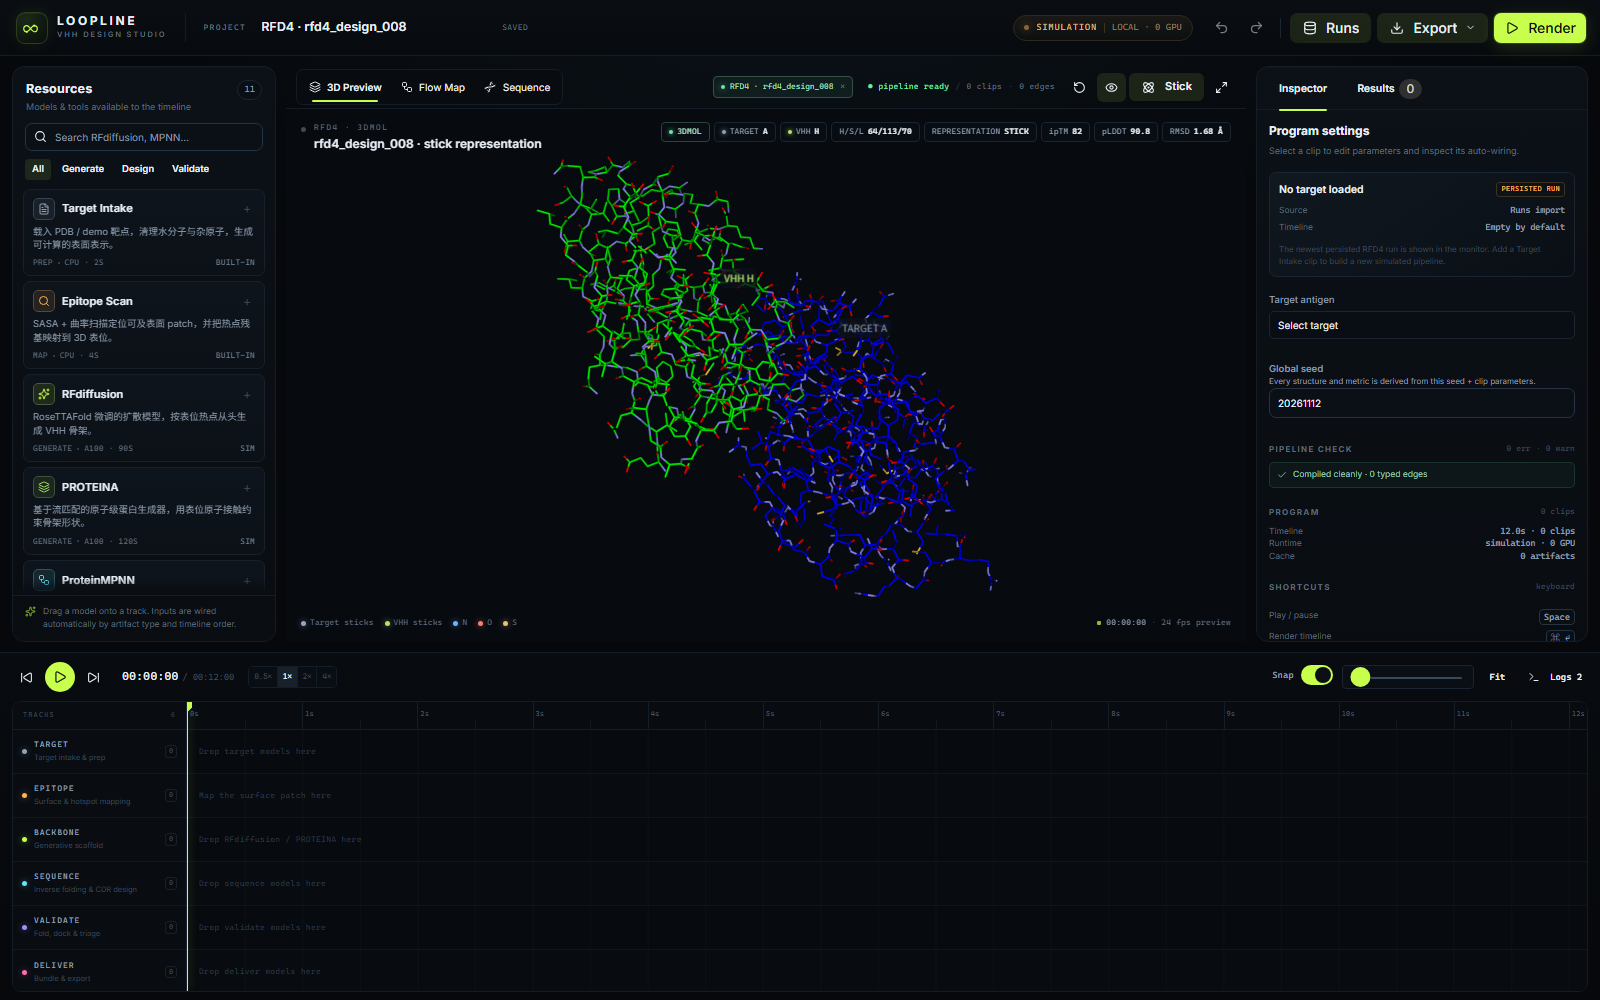 LOOPLINE
VHH DESIGN STUDIO
PROJECT
RFD4 · rfd4_design_008
SAVED
SIMULATION | LOCAL · 0 GPU
Runs
Export
Render
Resources
11
Models & tools available to the timeline
Search RFdiffusion, MPNN...
All
Generate
Design
Validate
Target Intake
+
载入 PDB / demo 靶点，清理水分子与杂原子，生成
可计算的表面表示。
PREP · CPU · 2S
BUILT-IN
Epitope Scan
+
SASA + 曲率扫描定位可及表面 patch，并把热点残
基映射到 3D 表位。
MAP · CPU · 4S
BUILT-IN
RFdiffusion
+
RoseTTAFold 微调的扩散模型，按表位热点从头生
成 VHH 骨架。
GENERATE · A100 · 90S
SIM
PROTEINA
+
基于流匹配的原子级蛋白生成器，用表位原子接触约
束骨架形状。
GENERATE · A100 · 120S
SIM
ProteinMPNN
+
Drag a model onto a track. Inputs are wired
automatically by artifact type and timeline order.
3D Preview
Flow Map
Sequence
RFD4 · rfd4_design_008 ×
pipeline ready / 0 clips · 0 edges
Stick
RFD4 · 3DMOL
rfd4_design_008 · stick representation
3DMOL
TARGET A
VHH H
H/S/L 64/113/70
REPRESENTATION STICK
ipTM 82
pLDDT 90.8
RMSD 1.68 Å
VHH H
TARGET A
Target sticks
VHH sticks
N
O
S
00:00:00 · 24 fps preview
Inspector
Results
0
Program settings
Select a clip to edit parameters and inspect its auto-wiring.
No target loaded
PERSISTED RUN
Source
Runs import
Timeline
Empty by default
The newest persisted RFD4 run is shown in the monitor. Add a Target
Intake clip to build a new simulated pipeline.
Target antigen
Select target
Global seed
Every structure and metric is derived from this seed + clip parameters.
20261112
PIPELINE CHECK
0 err · 0 warn
Compiled cleanly · 0 typed edges
PROGRAM
0 clips
Timeline
12.0s · 0 clips
Runtime
simulation · 0 GPU
Cache
0 artifacts
SHORTCUTS
keyboard
Play / pause
Space
Render timeline
⌘ ⏎
00:00:00 / 00:12:00
0.5×
1×
2×
4×
Snap
Fit
Logs 2
TRACKS
6
0s
1s
2s
3s
4s
5s
6s
7s
8s
9s
10s
11s
12s
TARGET
Target intake & prep
0
Drop target models here
EPITOPE
Surface & hotspot mapping
0
Map the surface patch here
BACKBONE
Generative scaffold
0
Drop RFdiffusion / PROTEINA here
SEQUENCE
Inverse folding & CDR design
0
Drop sequence models here
VALIDATE
Fold, dock & triage
0
Drop validate models here
DELIVER
Bundle & export
0
Drop deliver models here